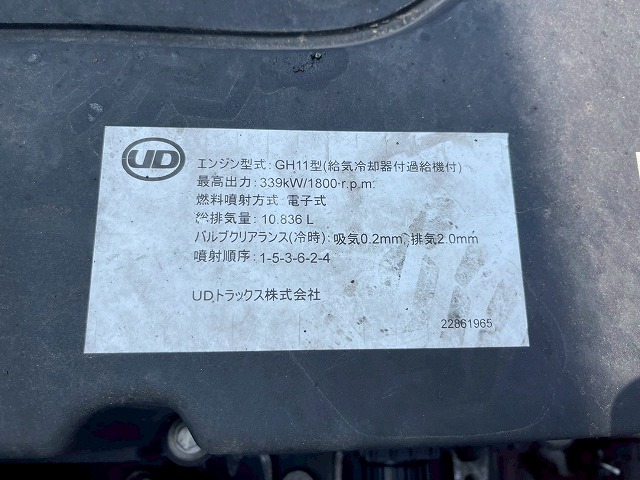 UD
エンジン型式: GH11型(給気冷却器付過給機付)
最高出力: 339kW/1800 r.p.m.
燃料噴射方式 電子式
総排気量: 10.836 L
バルブクリアランス(冷時): 吸気0.2mm, 排気2.0mm
噴射順序: 1-5-3-6-2-4
UDトラックス株式会社
22861965